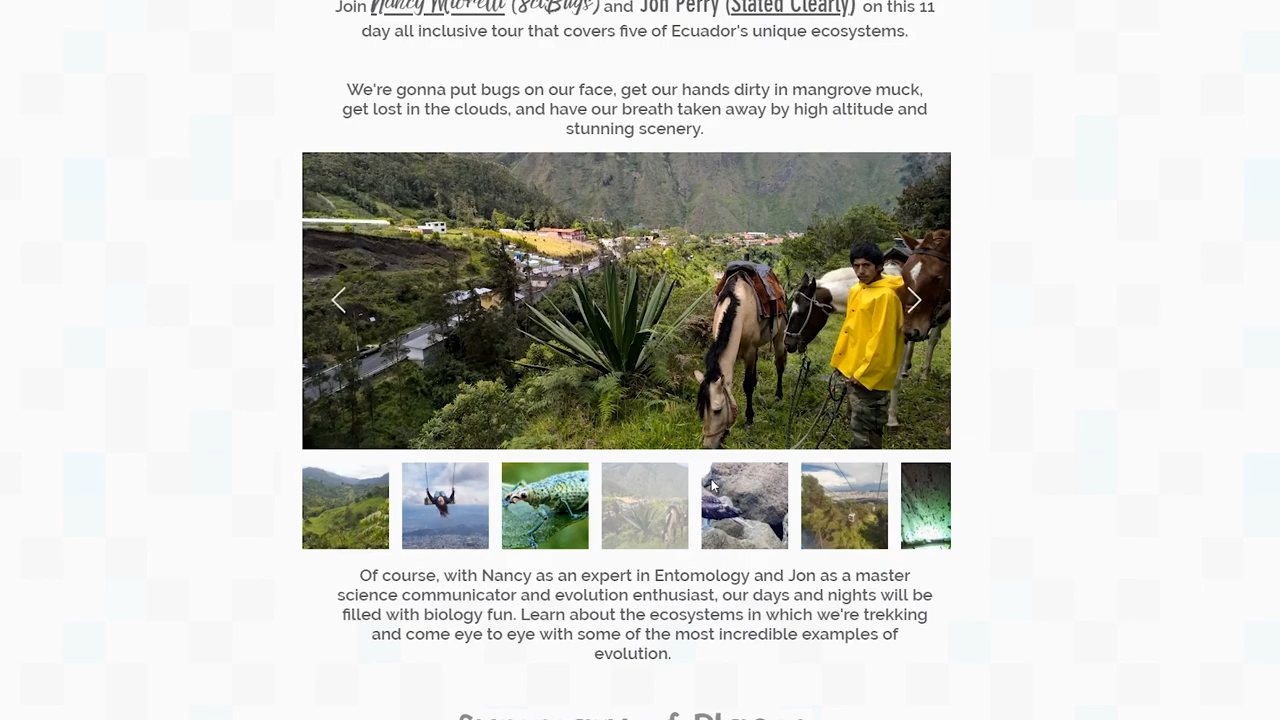 Join Nancy Miorelli (SciBugs) and Jon Perry (Stated Clearly) on this 11
day all inclusive tour that covers five of Ecuador's unique ecosystems.
We're gonna put bugs on our face, get our hands dirty in mangrove muck,
get lost in the clouds, and have our breath taken away by high altitude and
stunning scenery.
Of course, with Nancy as an expert in Entomology and Jon as a master
science communicator and evolution enthusiast, our days and nights will be
filled with biology fun. Learn about the ecosystems in which we're trekking
and come eye to eye with some of the most incredible examples of
evolution.